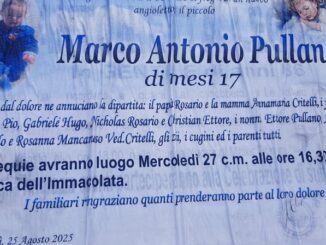 angioletto il piccolo
Marco Antonio Pullan
di mesi 17
dal dolore ne annunciano la dipartita: il papà Rosario e la mamma Annamaria Critelli, i
Pio, Gabriele Hugo, Nicholas Rosario e Christian Ettore, i nonni Ettore Pullano,
o e Rosanna Mancuso Ved.Critelli, gli zii, i cugini ed i parenti tutti.
equie avranno luogo Mercoledì 27 c.m. alle ore 16,3
ca dell'Immacolata.
I familiari ringraziano quanti prenderanno parte al loro dolore
25 Agosto 2025